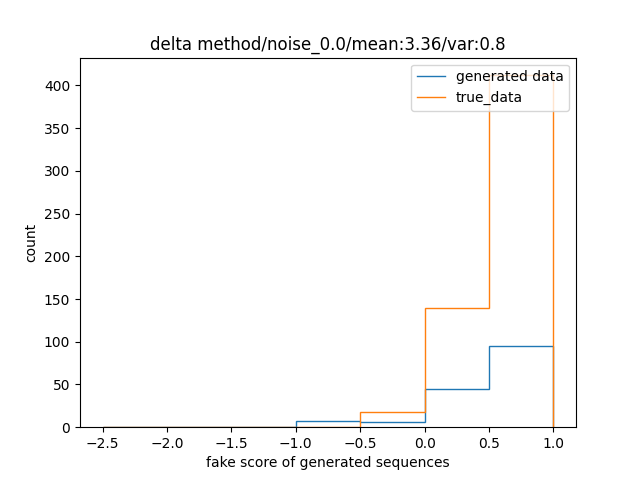 delta method/noise_0.0/mean:3.36/var:0.8
generated data
true_data
400
350
300
250
200
150
100
50
0
count
−2.5 −2.0 −1.5 −1.0 −0.5 0.0 0.5 1.0
fake score of generated sequences